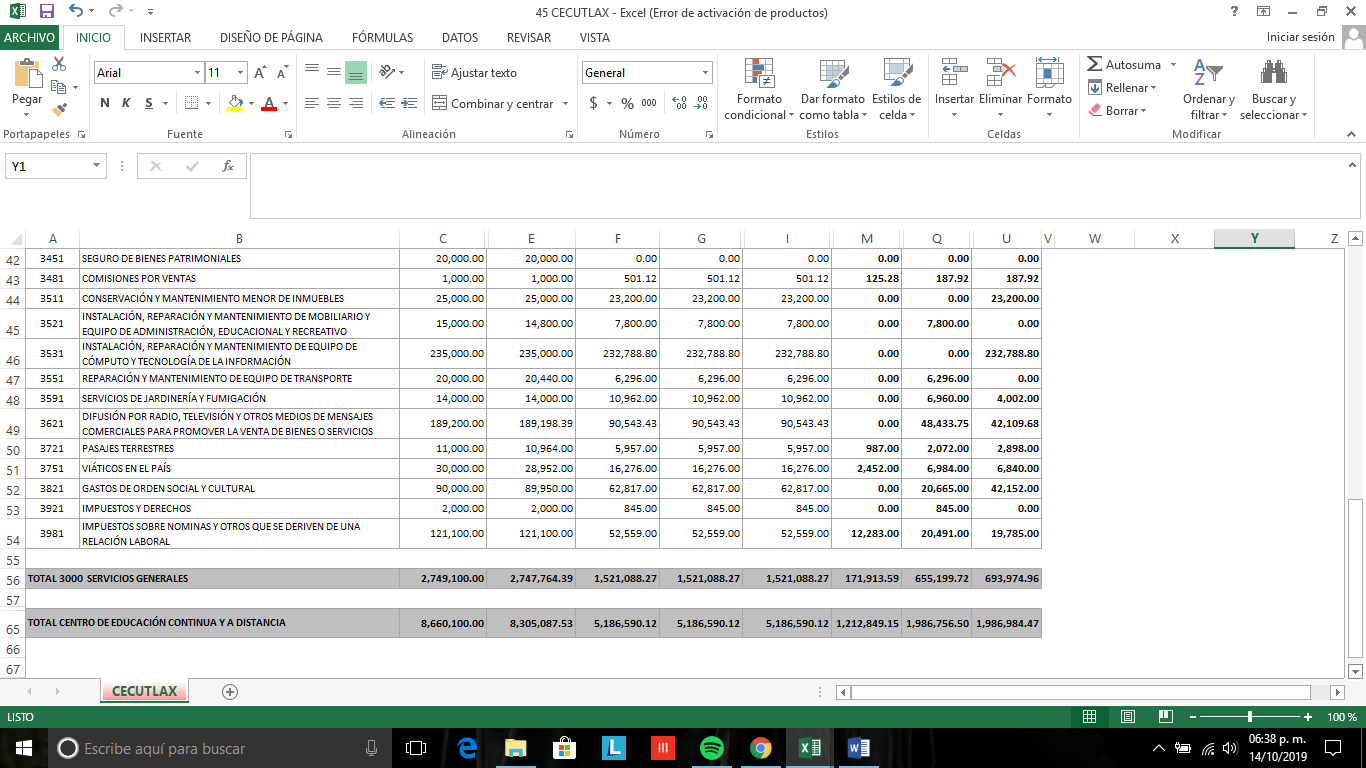 45 CECUTLAX - Excel (Error de activación de productos)
ARCHIVO INICIO INSERTAR DISEÑO DE PÁGINA FÓRMULAS DATOS REVISAR VISTA Iniciar sesión
Arial 11 Ajustar texto General Autosuma
Rellenar
Pegar N K S Combinar y centrar $ % 000 Formato condicional Dar formato como tabla Estilos de celda Insertar Eliminar Formato Borrar Ordenar y filtrar Buscar y seleccionar
Portapapeles Fuente Alineación Número Estilos Celdas Modificar
Y1 fx
A B C E F G I M Q U V W X Y Z
42 3451 SEGURO DE BIENES PATRIMONIALES 20,000.00 20,000.00 0.00 0.00 0.00 0.00 0.00 0.00
43 3481 COMISIONES POR VENTAS 1,000.00 1,000.00 501.12 501.12 501.12 125.28 187.92 187.92
44 3511 CONSERVACIÓN Y MANTENIMIENTO MENOR DE INMUEBLES 25,000.00 25,000.00 23,200.00 23,200.00 23,200.00 0.00 0.00 23,200.00
45 3521 INSTALACIÓN, REPARACIÓN Y MANTENIMIENTO DE MOBILIARIO Y
EQUIPO DE ADMINISTRACIÓN, EDUCACIONAL Y RECREATIVO 15,000.00 14,800.00 7,800.00 7,800.00 7,800.00 0.00 7,800.00 0.00
46 3531 INSTALACIÓN, REPARACIÓN Y MANTENIMIENTO DE EQUIPO DE
CÓMPUTO Y TECNOLOGÍA DE LA INFORMACIÓN 235,000.00 235,000.00 232,788.80 232,788.80 232,788.80 0.00 0.00 232,788.80
47 3551 REPARACIÓN Y MANTENIMIENTO DE EQUIPO DE TRANSPORTE 20,000.00 20,440.00 6,296.00 6,296.00 6,296.00 0.00 6,296.00 0.00
48 3591 SERVICIOS DE JARDINERÍA Y FUMIGACIÓN 14,000.00 14,000.00 10,962.00 10,962.00 10,962.00 0.00 6,960.00 4,002.00
49 3621 DIFUSIÓN POR RADIO, TELEVISIÓN Y OTROS MEDIOS DE MENSAJES
COMERCIALES PARA PROMOVER LA VENTA DE BIENES O SERVICIOS 189,200.00 189,198.39 90,543.43 90,543.43 90,543.43 0.00 48,433.75 42,109.68
50 3721 PASAJES TERRESTRES 11,000.00 10,964.00 5,957.00 5,957.00 5,957.00 987.00 2,072.00 2,898.00
51 3751 VIÁTICOS EN EL PAÍS 30,000.00 28,952.00 16,276.00 16,276.00 16,276.00 2,452.00 6,984.00 6,840.00
52 3821 GASTOS DE ORDEN SOCIAL Y CULTURAL 90,000.00 89,950.00 62,817.00 62,817.00 62,817.00 0.00 20,665.00 42,152.00
53 3921 IMPUESTOS Y DERECHOS 2,000.00 2,000.00 845.00 845.00 845.00 0.00 845.00 0.00
54 3981 IMPUESTOS SOBRE NOMINAS Y OTROS QUE SE DERIVEN DE UNA
RELACIÓN LABORAL 121,100.00 121,100.00 52,559.00 52,559.00 52,559.00 12,283.00 20,491.00 19,785.00
55
56 TOTAL 3000 SERVICIOS GENERALES 2,749,100.00 2,747,764.39 1,521,088.27 1,521,088.27 1,521,088.27 171,913.59 655,199.72 693,974.96
57
65 TOTAL CENTRO DE EDUCACIÓN CONTINUA Y A DISTANCIA 8,660,100.00 8,305,087.53 5,186,590.12 5,186,590.12 5,186,590.12 1,212,849.15 1,986,756.50 1,986,984.47
66
67
CECUTLAX
LISTO 100 %
Escribe aquí para buscar 06:38 p. m.
14/10/2019